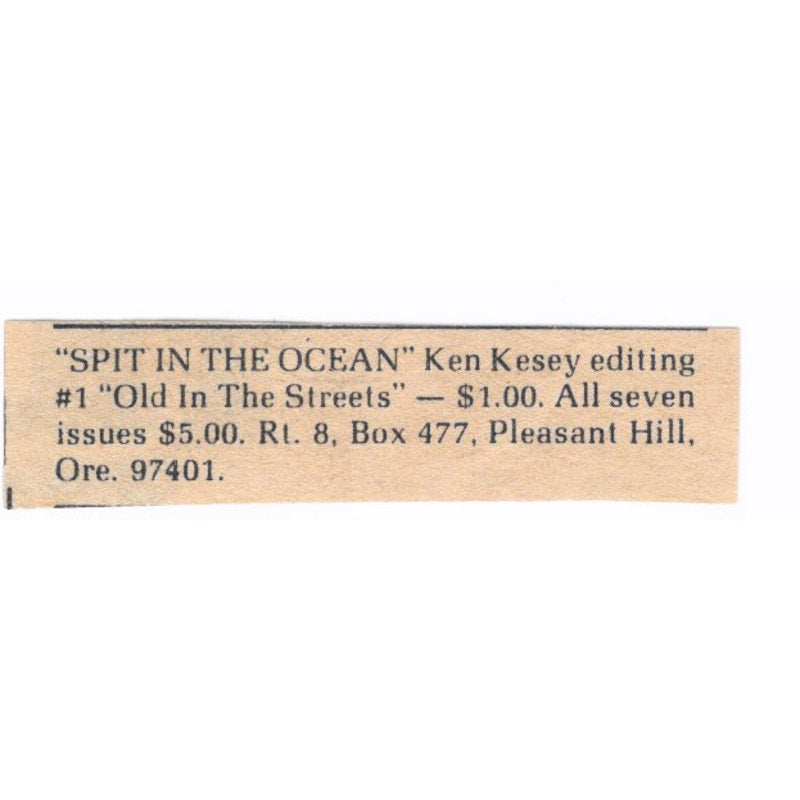 “SPIT IN THE OCEAN” Ken Kesey editing
#1 “Old In The Streets” — $1.00. All seven
issues $5.00. Rt. 8, Box 477, Pleasant Hill,
Ore. 97401.